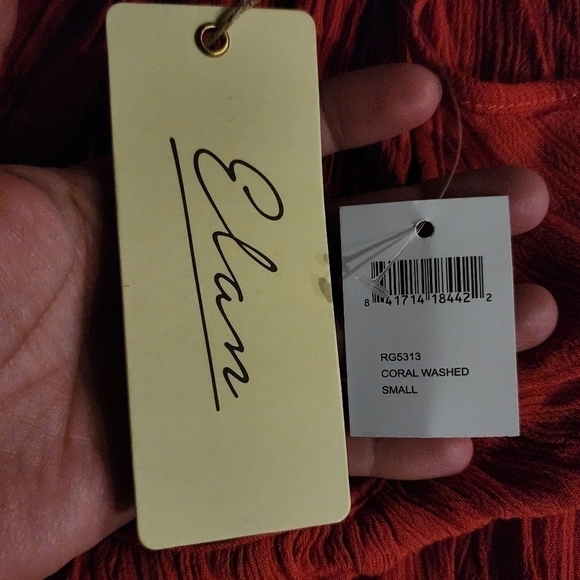 Elan
8 41714 18442 2
RG5313
CORAL WASHED
SMALL